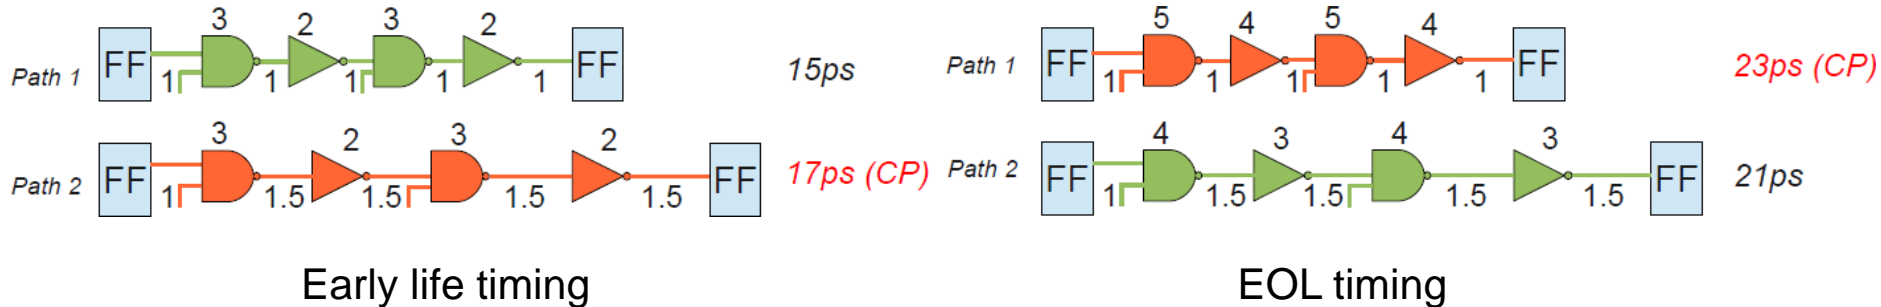 3 2 3 2
Path 1 FF 1 1 1 1 1 FF 15ps
3 2 3 2
Path 2 FF 1 1.5 1.5 1.5 1.5 FF 17ps (CP)
Early life timing
5 4 5 4
Path 1 FF 1 1 1 1 1 FF 23ps (CP)
4 3 4 3
Path 2 FF 1 1.5 1.5 1.5 1.5 FF 21ps
EOL timing